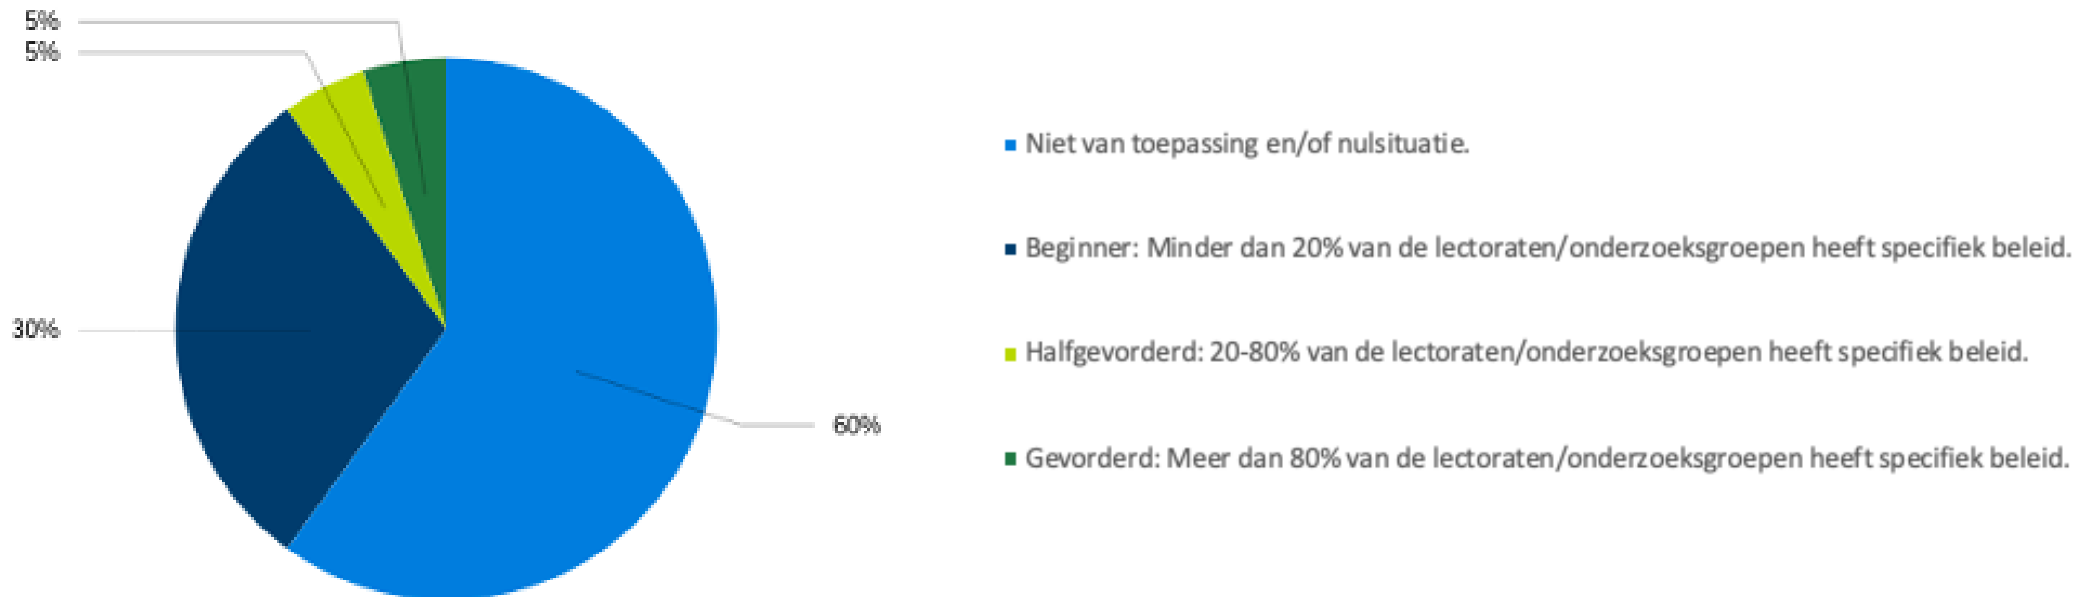 5%
5%
30%
60%
Niet van toepassing en/of nulsituatie.
Beginner: Minder dan 20% van de lectoraten/onderzoeksgroepen heeft specifiek beleid.
Halfgevorderd: 20-80% van de lectoraten/onderzoeksgroepen heeft specifiek beleid.
Gevorderd: Meer dan 80% van de lectoraten/onderzoeksgroepen heeft specifiek beleid.